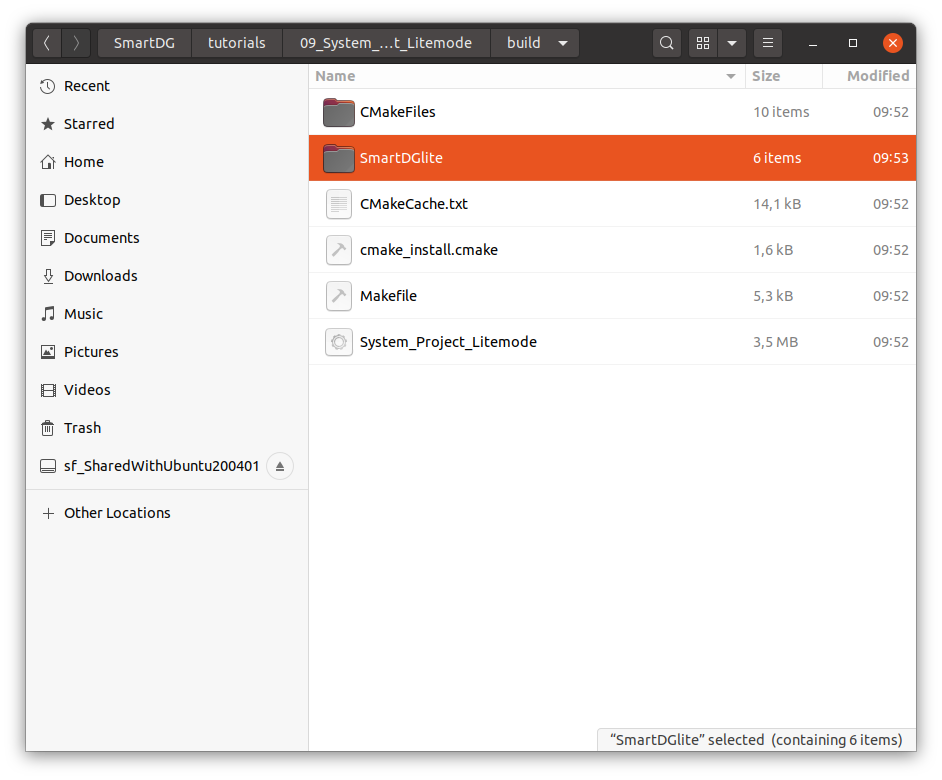 SmartDG tutorials 09_System_...t_Litemode build
Recent
Starred
Home
Desktop
Documents
Downloads
Music
Pictures
Videos
Trash
sf_SharedWithUbuntu200401
Other Locations
Name Size Modified
CMakeFiles 10 items 09:52
SmartDGlite 6 items 09:53
CMakeCache.txt 14,1 kB 09:52
cmake_install.cmake 1,6 kB 09:52
Makefile 5,3 kB 09:52
System_Project_Litemode 3,5 MB 09:52
“SmartDGlite” selected (containing 6 items)